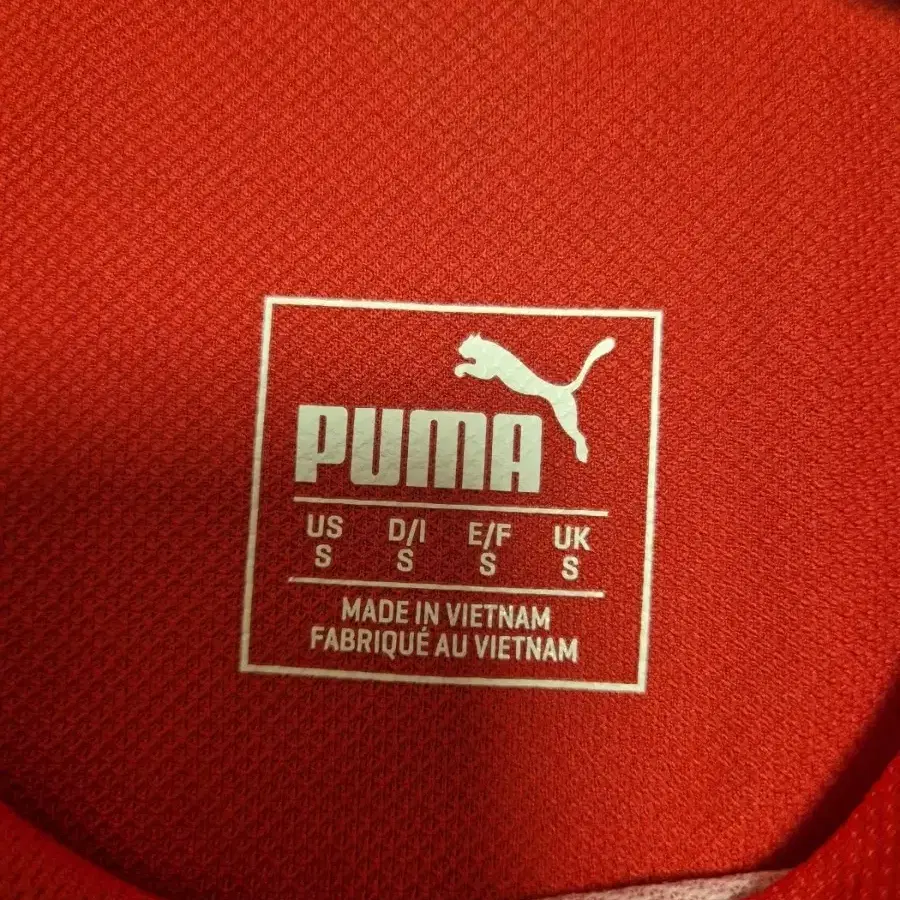 PUMA
US D/I E/F UK
S S S S
MADE IN VIETNAM
FABRIQUÉ AU VIETNAM